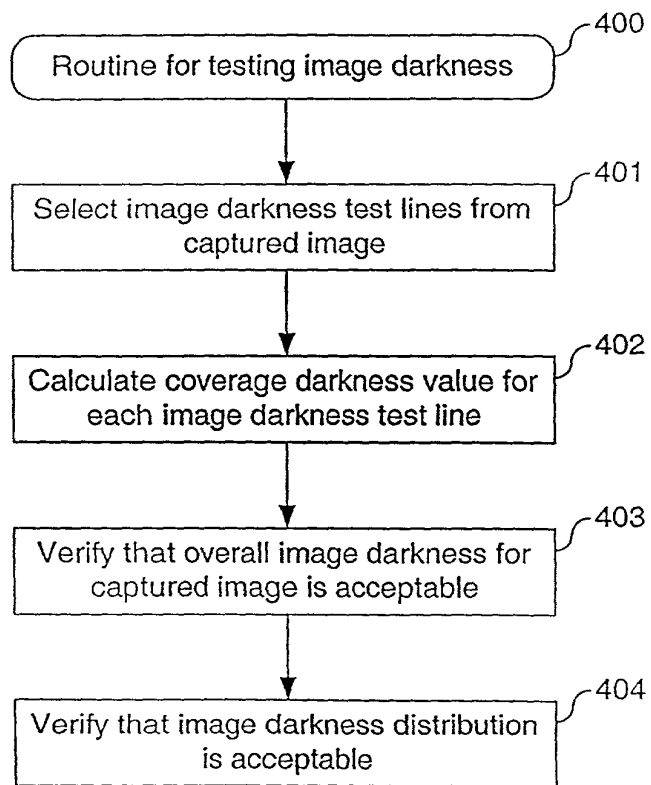 400
Routine for testing image darkness
401
Select image darkness test lines from
captured image
402
Calculate coverage darkness value for
each image darkness test line
403
Verify that overall image darkness for
captured image is acceptable
404
Verify that image darkness distribution
is acceptable